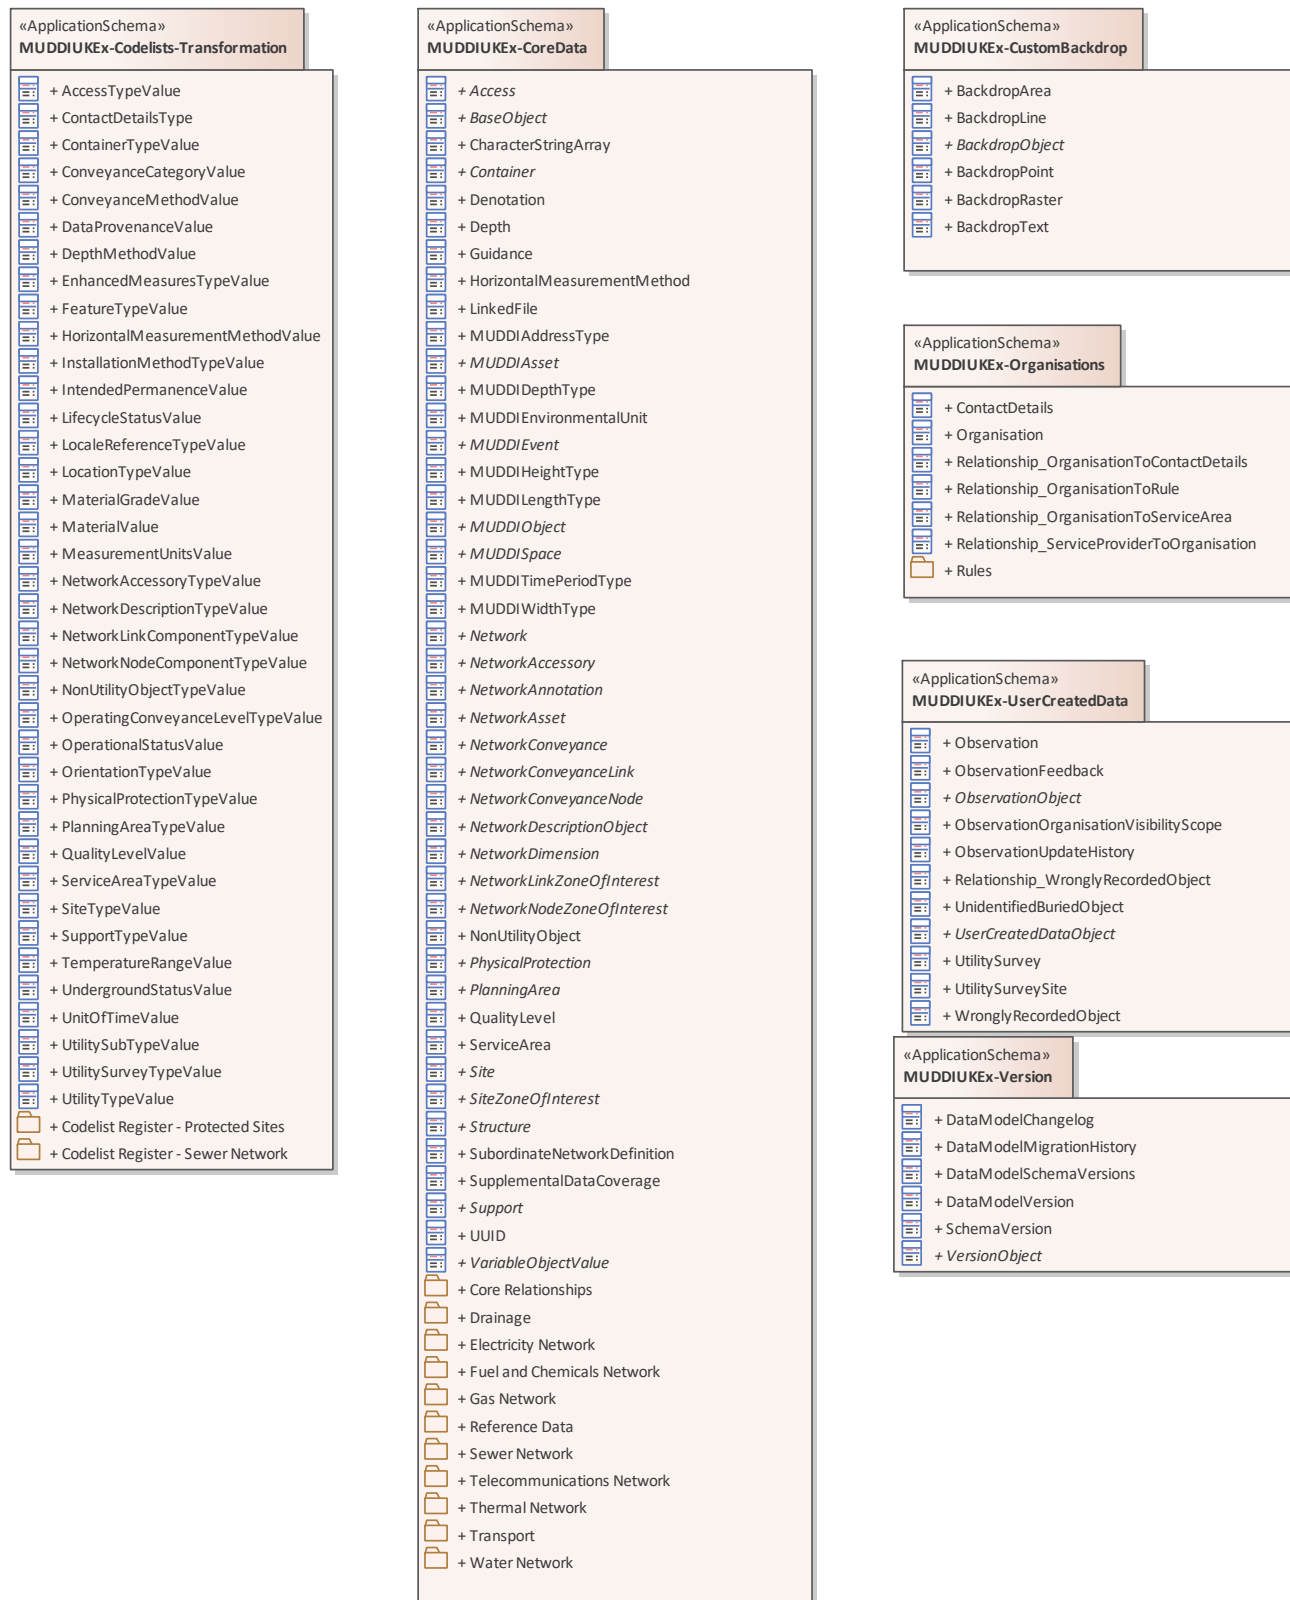 «ApplicationSchema»
MUDDIUKEx-Codelists-Transformation
+ AccessTypeValue
+ ContactDetailsType
+ ContainerTypeValue
+ ConveyanceCategoryValue
+ ConveyanceMethodValue
+ DataProvenanceValue
+ DepthMethodValue
+ EnhancedMeasuresTypeValue
+ FeatureTypeValue
+ HorizontalMeasurementMethodValue
+ InstallationMethodTypeValue
+ IntendedPermanenceValue
+ LifecycleStatusValue
+ LocaleReferenceTypeValue
+ LocationTypeValue
+ MaterialGradeValue
+ MaterialValue
+ MeasurementUnitsValue
+ NetworkAccessoryTypeValue
+ NetworkDescriptionTypeValue
+ NetworkLinkComponentTypeValue
+ NetworkNodeComponentTypeValue
+ NonUtilityObjectTypeValue
+ OperatingConveyanceLevelTypeValue
+ OperationalStatusValue
+ OrientationTypeValue
+ PhysicalProtectionTypeValue
+ PlanningAreaTypeValue
+ QualityLevelValue
+ ServiceAreaTypeValue
+ SiteTypeValue
+ SupportTypeValue
+ TemperatureRangeValue
+ UndergroundStatusValue
+ UnitOfTimeValue
+ UtilitySubTypeValue
+ UtilitySurveyTypeValue
+ UtilityTypeValue
+ Codelist Register - Protected Sites
+ Codelist Register - Sewer Network
«ApplicationSchema»
MUDDIUKEx-CoreData
+ Access
+ BaseObject
+ CharacterStringArray
+ Container
+ Denotation
+ Depth
+ Guidance
+ HorizontalMeasurementMethod
+ LinkedFile
+ MUDDIAddressType
+ MUDDIAsset
+ MUDDIDepthType
+ MUDDIEnvironmentalUnit
+ MUDDIEvent
+ MUDDIHeightType
+ MUDDILengthType
+ MUDDIObject
+ MUDDISpace
+ MUDDITimePeriodType
+ MUDDIWidthType
+ Network
+ NetworkAccessory
+ NetworkAnnotation
+ NetworkAsset
+ NetworkConveyance
+ NetworkConveyanceLink
+ NetworkConveyanceNode
+ NetworkDescriptionObject
+ NetworkDimension
+ NetworkLinkZoneOfInterest
+ NetworkNodeZoneOfInterest
+ NonUtilityObject
+ PhysicalProtection
+ PlanningArea
+ QualityLevel
+ ServiceArea
+ Site
+ SiteZoneOfInterest
+ Structure
+ SubordinateNetworkDefinition
+ SupplementalDataCoverage
+ Support
+ UUID
+ VariableObjectValue
+ Core Relationships
+ Drainage
+ Electricity Network
+ Fuel and Chemicals Network
+ Gas Network
+ Reference Data
+ Sewer Network
+ Telecommunications Network
+ Thermal Network
+ Transport
+ Water Network
«ApplicationSchema»
MUDDIUKEx-CustomBackdrop
+ BackdropArea
+ BackdropLine
+ BackdropObject
+ BackdropPoint
+ BackdropRaster
+ BackdropText
«ApplicationSchema»
MUDDIUKEx-Organisations
+ ContactDetails
+ Organisation
+ Relationship_OrganisationToContactDetails
+ Relationship_OrganisationToRule
+ Relationship_OrganisationToServiceArea
+ Relationship_ServiceProviderToOrganisation
+ Rules
«ApplicationSchema»
MUDDIUKEx-UserCreatedData
+ Observation
+ ObservationFeedback
+ ObservationObject
+ ObservationOrganisationVisibilityScope
+ ObservationUpdateHistory
+ Relationship_WronglyRecordedObject
+ UnidentifiedBuriedObject
+ UserCreatedDataObject
+ UtilitySurvey
+ UtilitySurveySite
+ WronglyRecordedObject
«ApplicationSchema»
MUDDIUKEx-Version
+ DataModelChangelog
+ DataModelMigrationHistory
+ DataModelSchemaVersions
+ DataModelVersion
+ SchemaVersion
+ VersionObject